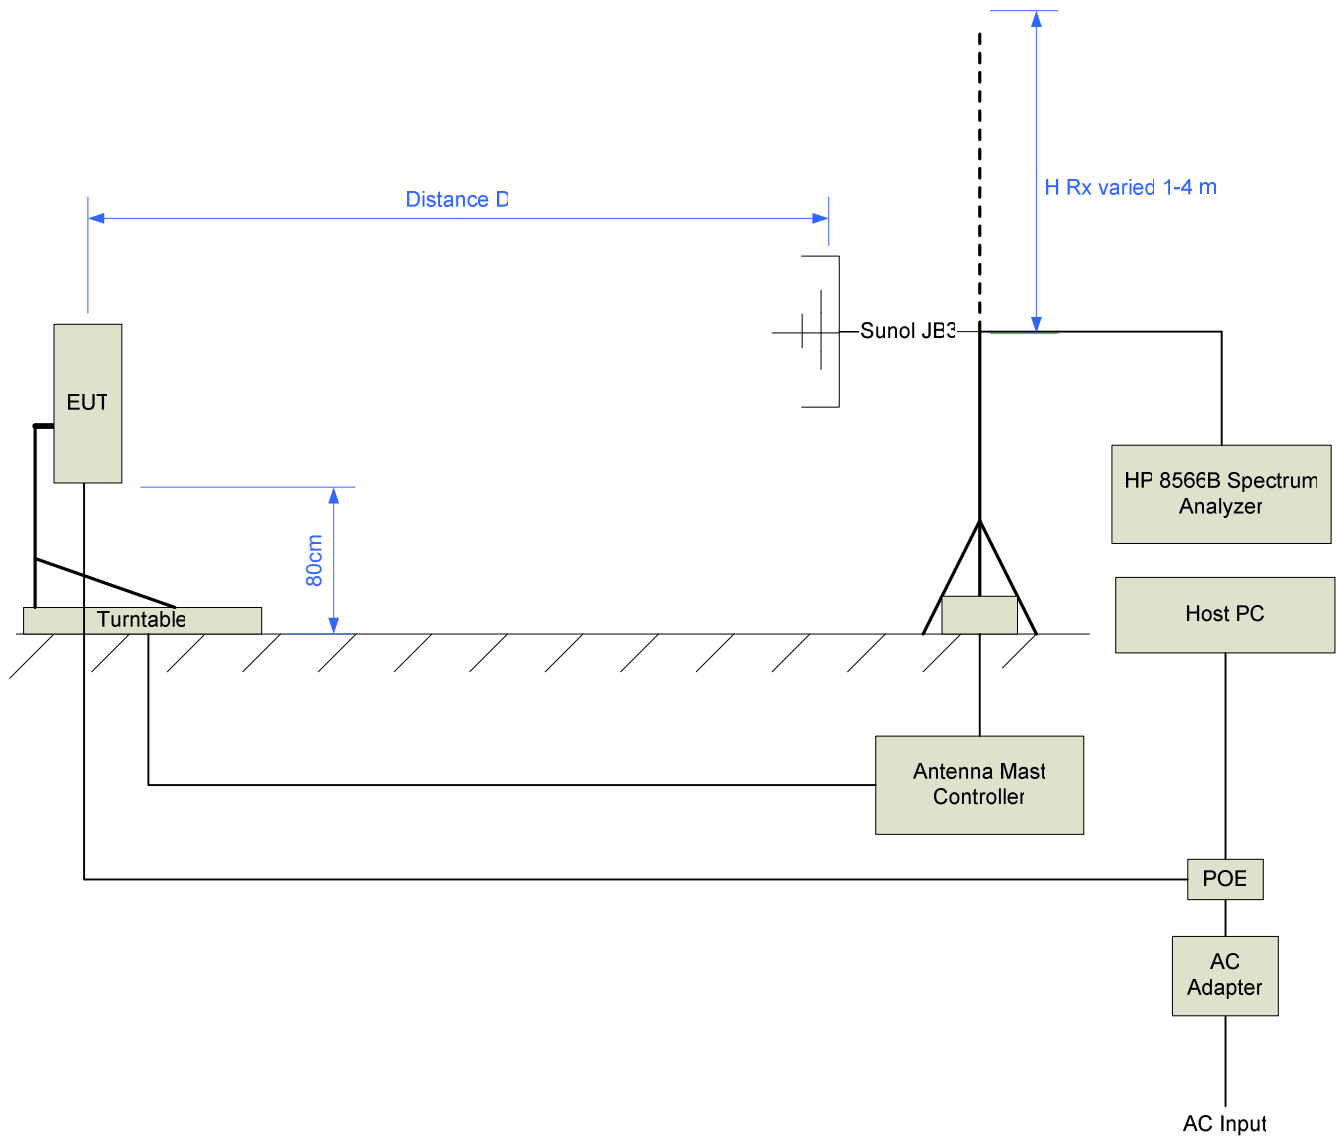 H Rx varied 1-4 m
Distance D
Sunol JB3
EUT
HP 8566B Spectrum
Analyzer
80cm
Host PC
Turntable
Antenna Mast
Controller
POE
AC
Adapter
AC Input